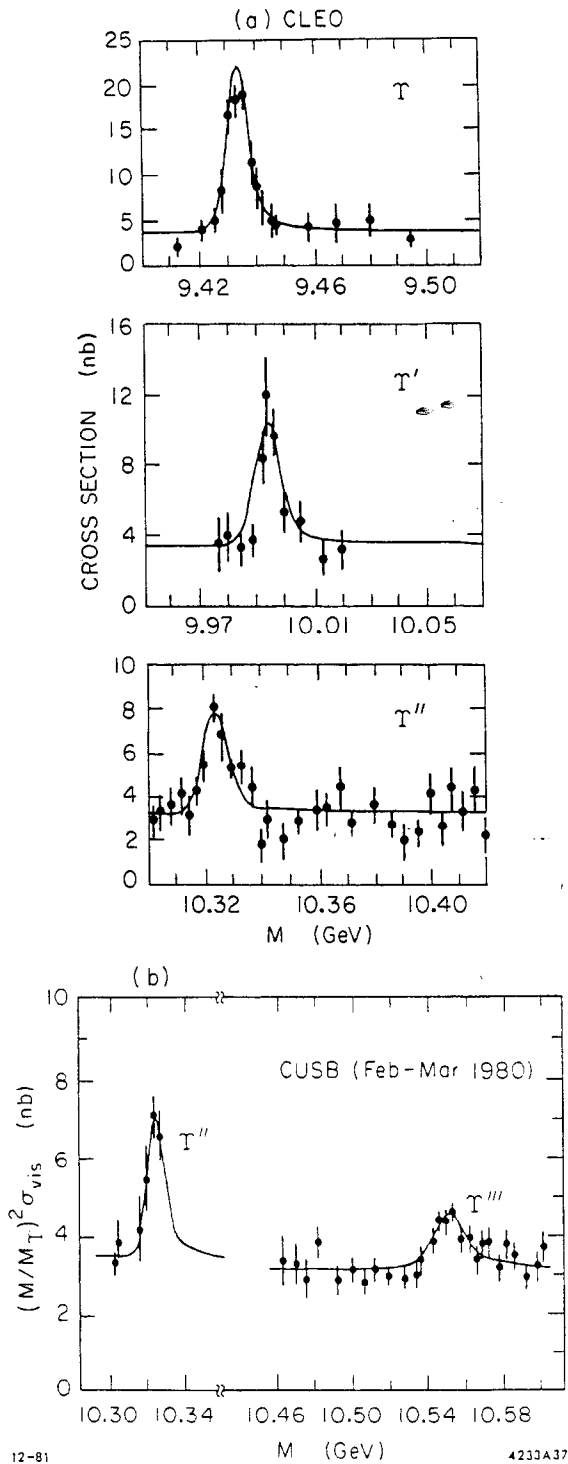 (a) CLEO
25
20
15
10
5
0
ϒ
9.42 9.46 9.50
CROSS SECTION (nb)
16
12
8
4
0
ϒ′
9.97 10.01 10.05
10
8
6
4
2
0
ϒ″
10.32 10.36 10.40
M (GeV)
(b)
(M/Mϒ)² σvis (nb)
10
8
6
4
2
0
CUSB (Feb–Mar 1980)
ϒ″
ϒ‴
10.30 10.34 10.46 10.50 10.54 10.58
M (GeV)
12-81
4233A37